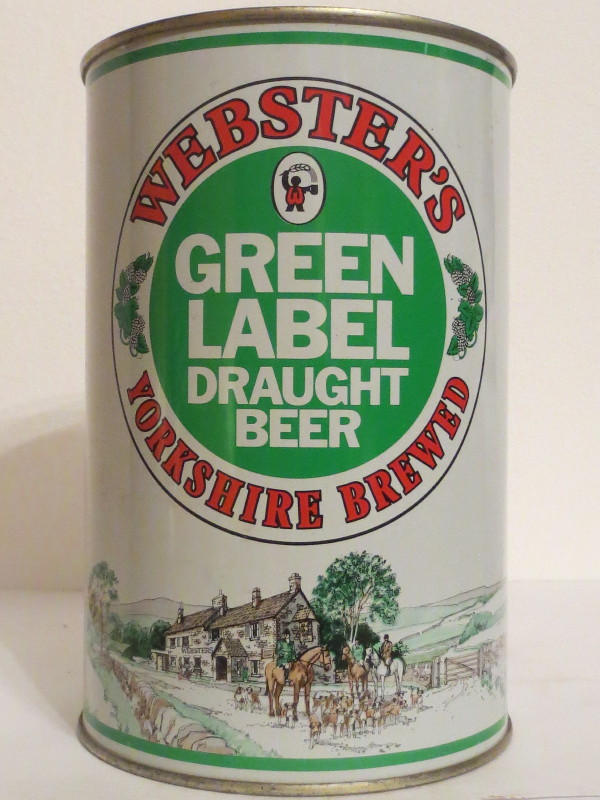 WEBSTER'S
W
GREEN
LABEL
DRAUGHT
BEER
YORKSHIRE BREWED
WEBSTERS